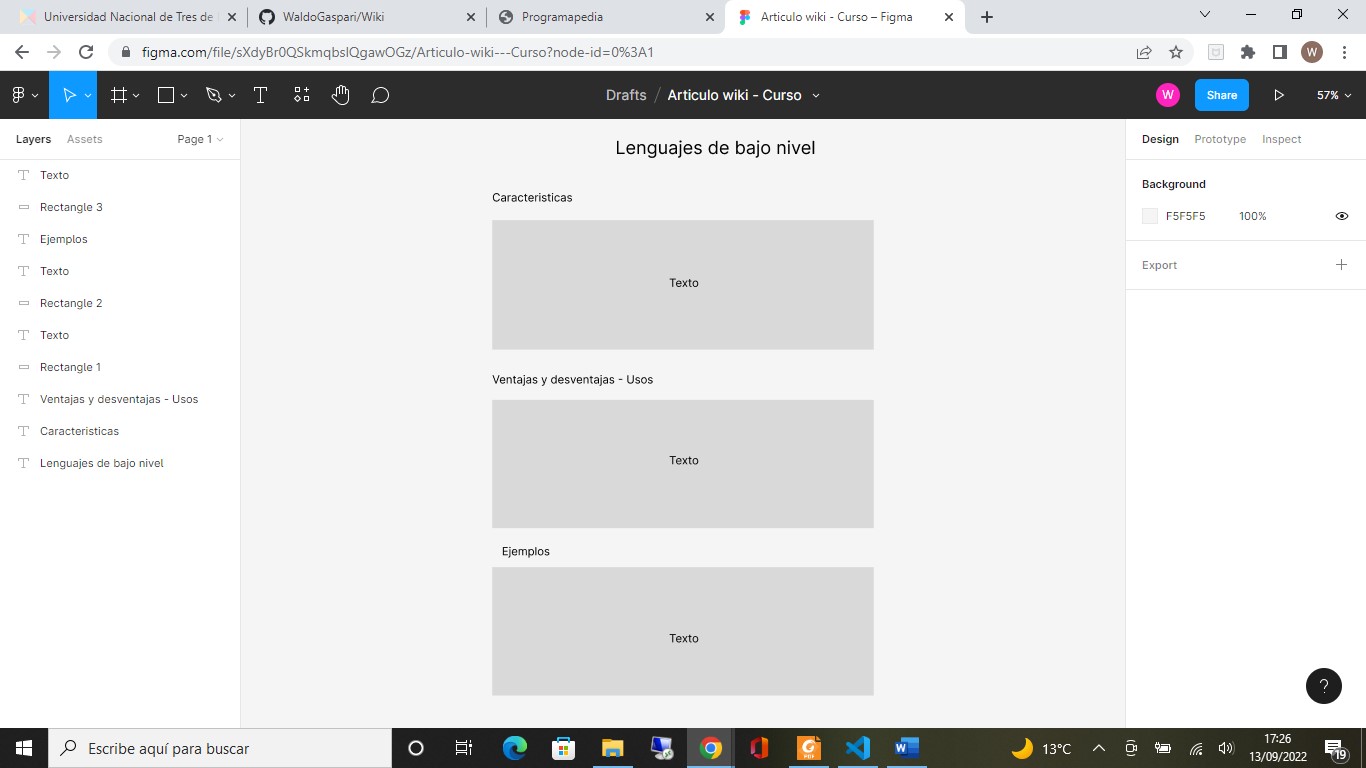 Universidad Nacional de Tres de
WaldoGaspari/Wiki
Programapedia
Articulo wiki - Curso – Figma
figma.com/file/sXdyBr0QSkmqbslQgawOGz/Articulo-wiki---Curso?node-id=0%3A1
W
Drafts / Articulo wiki - Curso
W
Share
57%
Layers
Assets
Page 1
Texto
Rectangle 3
Ejemplos
Texto
Rectangle 2
Texto
Rectangle 1
Ventajas y desventajas - Usos
Caracteristicas
Lenguajes de bajo nivel
Lenguajes de bajo nivel
Caracteristicas
Texto
Ventajas y desventajas - Usos
Texto
Ejemplos
Texto
Design
Prototype
Inspect
Background
F5F5F5
100%
Export
?
Escribe aquí para buscar
PDF
13°C
17:26
13/09/2022
19